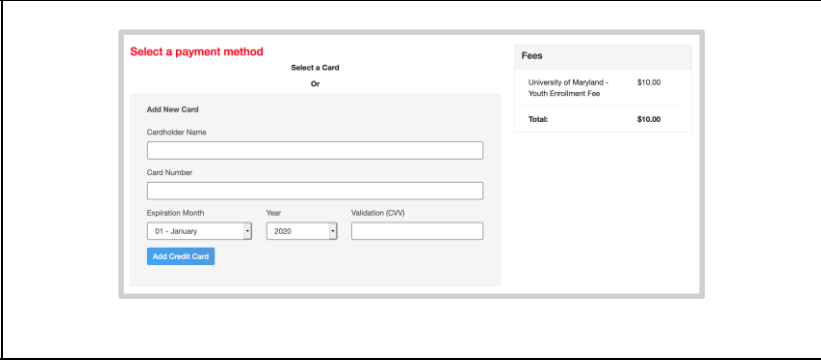 Select a payment method
Select a Card
Or
Add New Card
Cardholder Name
Card Number
Expiration Month Year Validation (CVV)
01 - January 2020
Add Credit Card
Fees
University of Maryland - $10.00
Youth Enrollment Fee
Total: $10.00